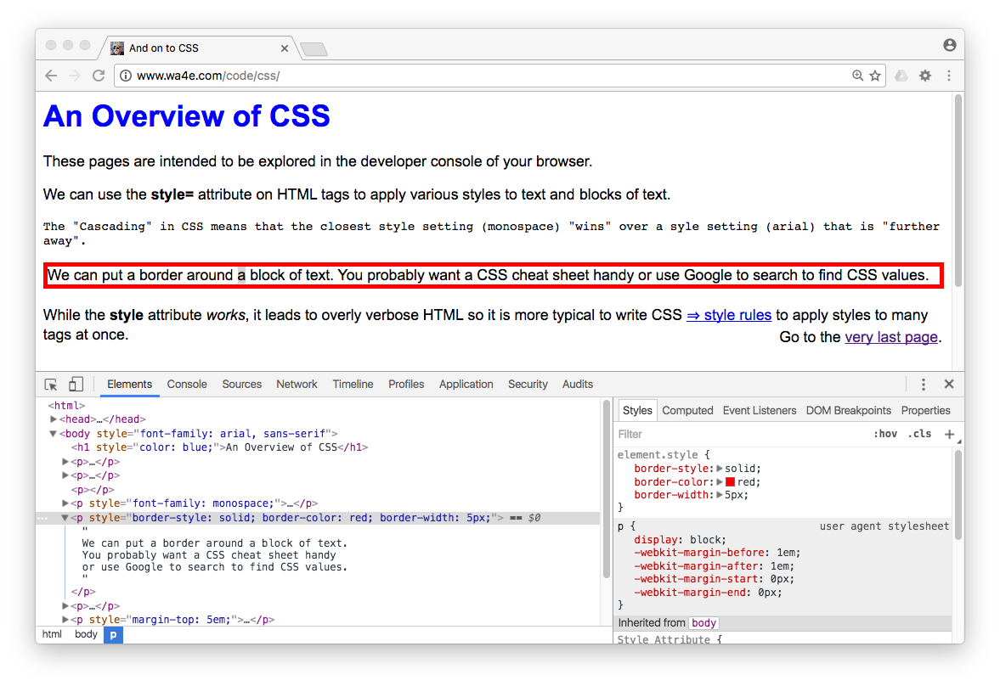 And on to CSS
www.wa4e.com/code/css/
An Overview of CSS
These pages are intended to be explored in the developer console of your browser.
We can use the style= attribute on HTML tags to apply various styles to text and blocks of text.
The "Cascading" in CSS means that the closest style setting (monospace) "wins" over a syle setting (arial) that is "further
away".
We can put a border around a block of text. You probably want a CSS cheat sheet handy or use Google to search to find CSS values.
While the style attribute works, it leads to overly verbose HTML so it is more typical to write CSS ⇒ style rules to apply styles to many
tags at once.
Go to the very last page.
Elements Console Sources Network Timeline Profiles Application Security Audits
<html>
▶<head>…</head>
▼<body style="font-family: arial, sans-serif">
<h1 style="color: blue;">An Overview of CSS</h1>
▶<p>…</p>
▶<p>…</p>
<p></p>
▶<p style="font-family: monospace;">…</p>
▼<p style="border-style: solid; border-color: red; border-width: 5px;"> == $0
"
We can put a border around a block of text.
You probably want a CSS cheat sheet handy
or use Google to search to find CSS values.
"
</p>
▶<p>…</p>
▶<p style="margin-top: 5em;">…</p>
html body p
Styles Computed Event Listeners DOM Breakpoints Properties
Filter :hov .cls +
element.style {
border-style:▶solid;
border-color:▶red;
border-width:▶5px;
}
p { user agent stylesheet
display: block;
-webkit-margin-before: 1em;
-webkit-margin-after: 1em;
-webkit-margin-start: 0px;
-webkit-margin-end: 0px;
}
Inherited from body
Style Attribute {